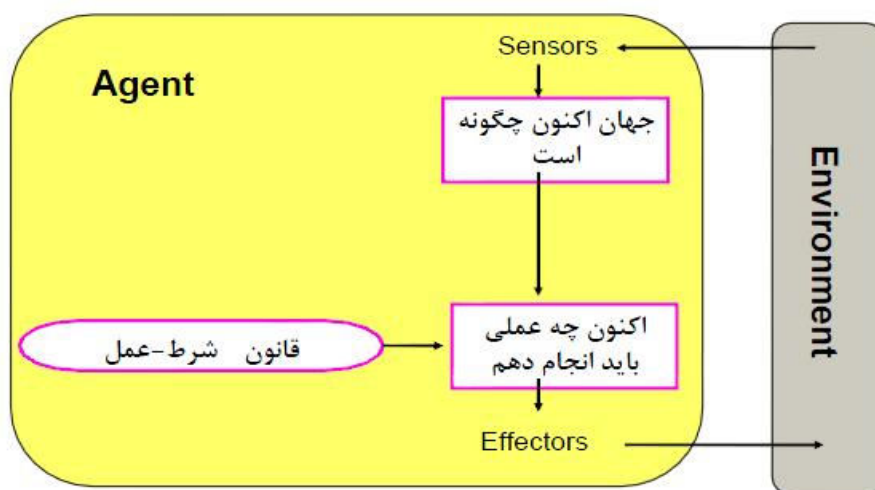 Sensors
Agent
جهان اکنون چگونه
است
Environment
اکنون چه عملی
باید انجام دهم
قانون شرط-عمل
Effectors